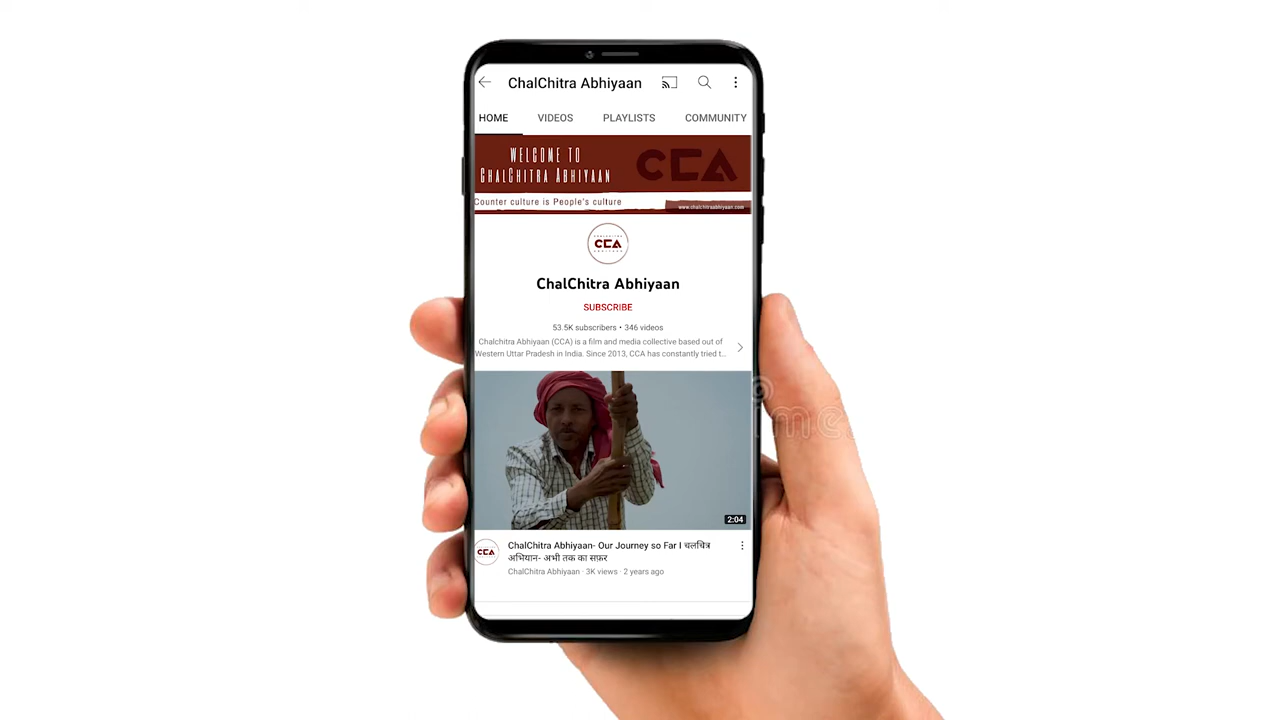 ChalChitra Abhiyaan
HOME VIDEOS PLAYLISTS COMMUNITY
WELCOME TO
CHALCHITRA ABHIYAAN
CCA
Counter culture is People's culture
www.chalchitraabhiyaan.com
CHALCHITRA
CCA
ABHIYAAN
ChalChitra Abhiyaan
SUBSCRIBE
53.5K subscribers • 346 videos
Chalchitra Abhiyaan (CCA) is a film and media collective based out of
Western Uttar Pradesh in India. Since 2013, CCA has constantly tried t...
2:04
CCA
ChalChitra Abhiyaan- Our Journey so Far I चलचित्र
अभियान- अभी तक का सफ़र
ChalChitra Abhiyaan · 3K views · 2 years ago